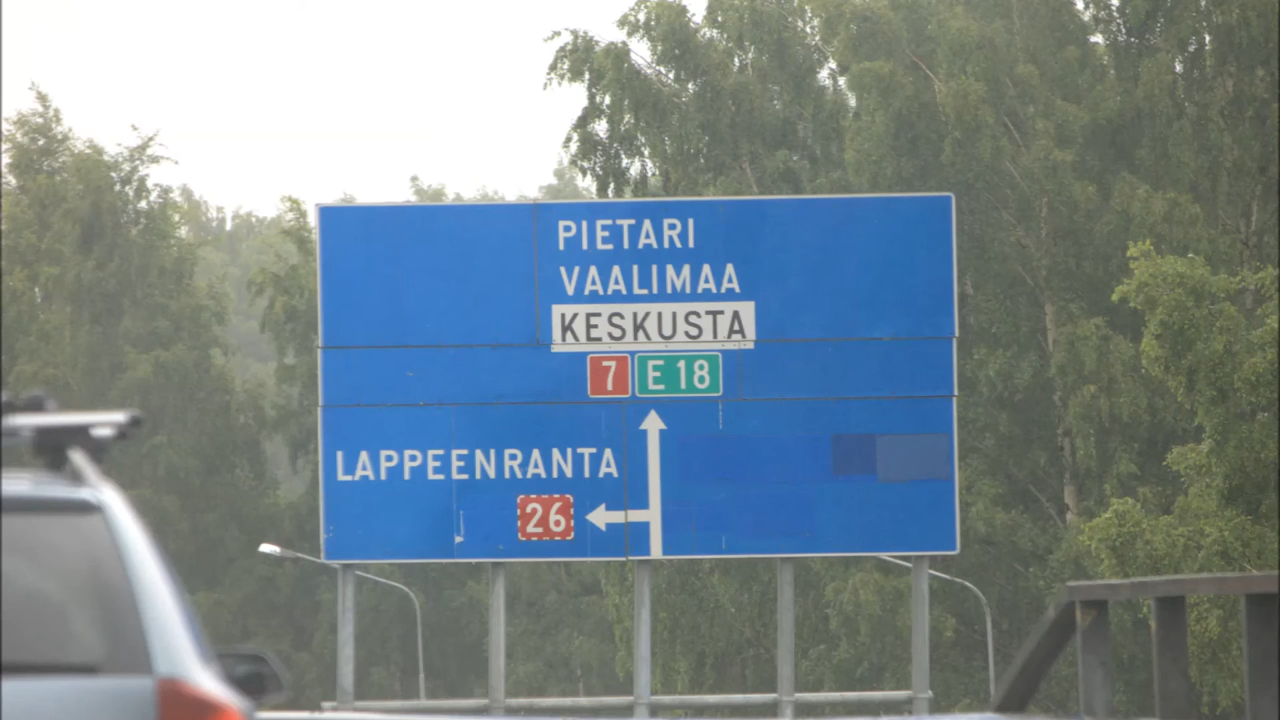 PIETARI
VAALIMAA
KESKUSTA
7 E 18
LAPPEENRANTA
26